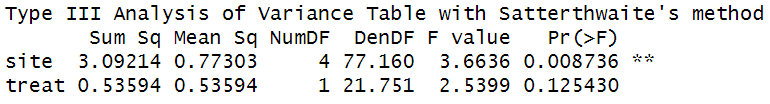 Type III Analysis of Variance Table with Satterthwaite's method
Sum Sq Mean Sq NumDF DenDF F value Pr(>F)
site 3.09214 0.77303 4 77.160 3.6636 0.008736 **
treat 0.53594 0.53594 1 21.751 2.5399 0.125430